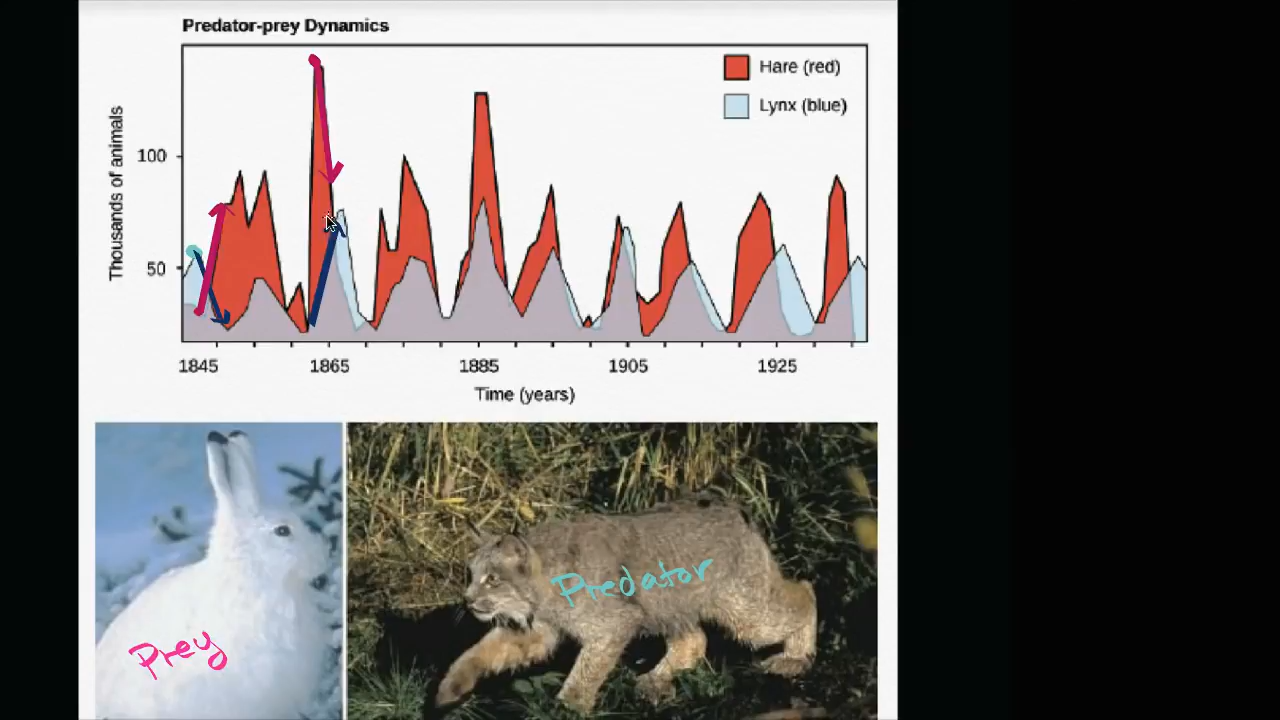 Predator-prey Dynamics
Hare (red)
Lynx (blue)
Thousands of animals
100
50
1845 1865 1885 1905 1925
Time (years)
Prey
Predator